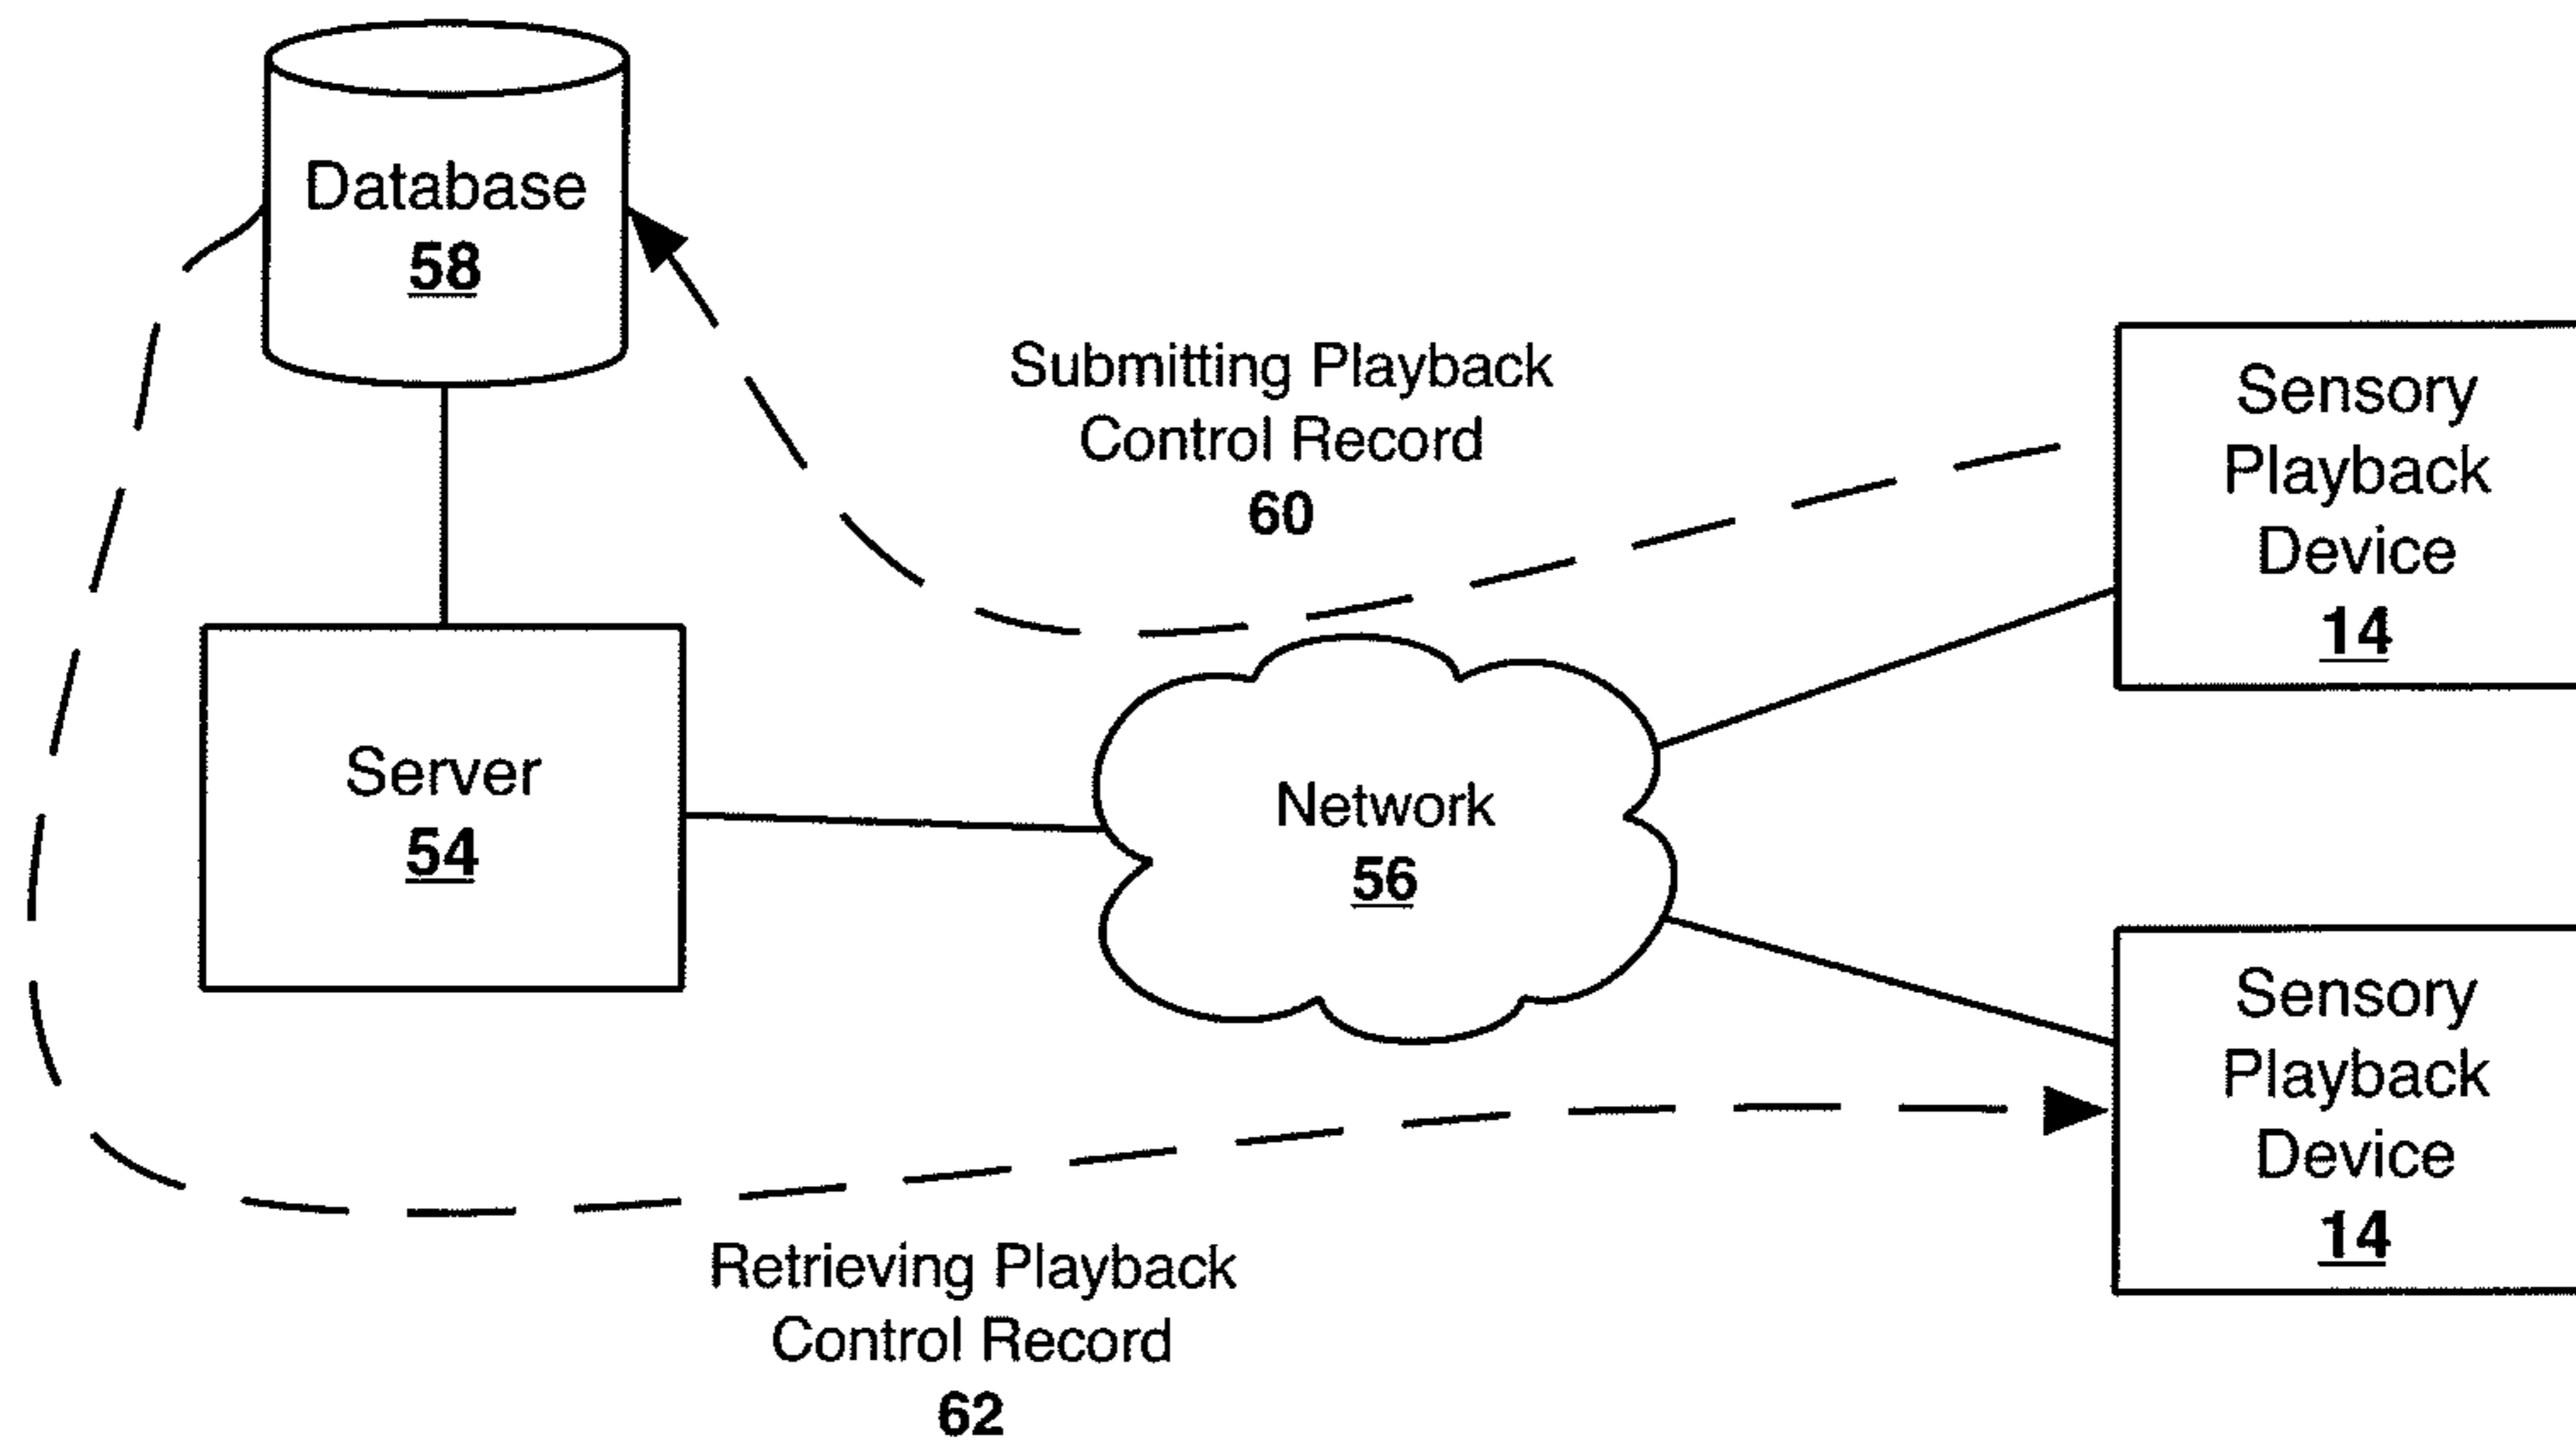 Database
58
Submitting Playback
Control Record
60
Sensory
Playback
Device
14
Server
54
Network
56
Sensory
Playback
Device
14
Retrieving Playback
Control Record
62